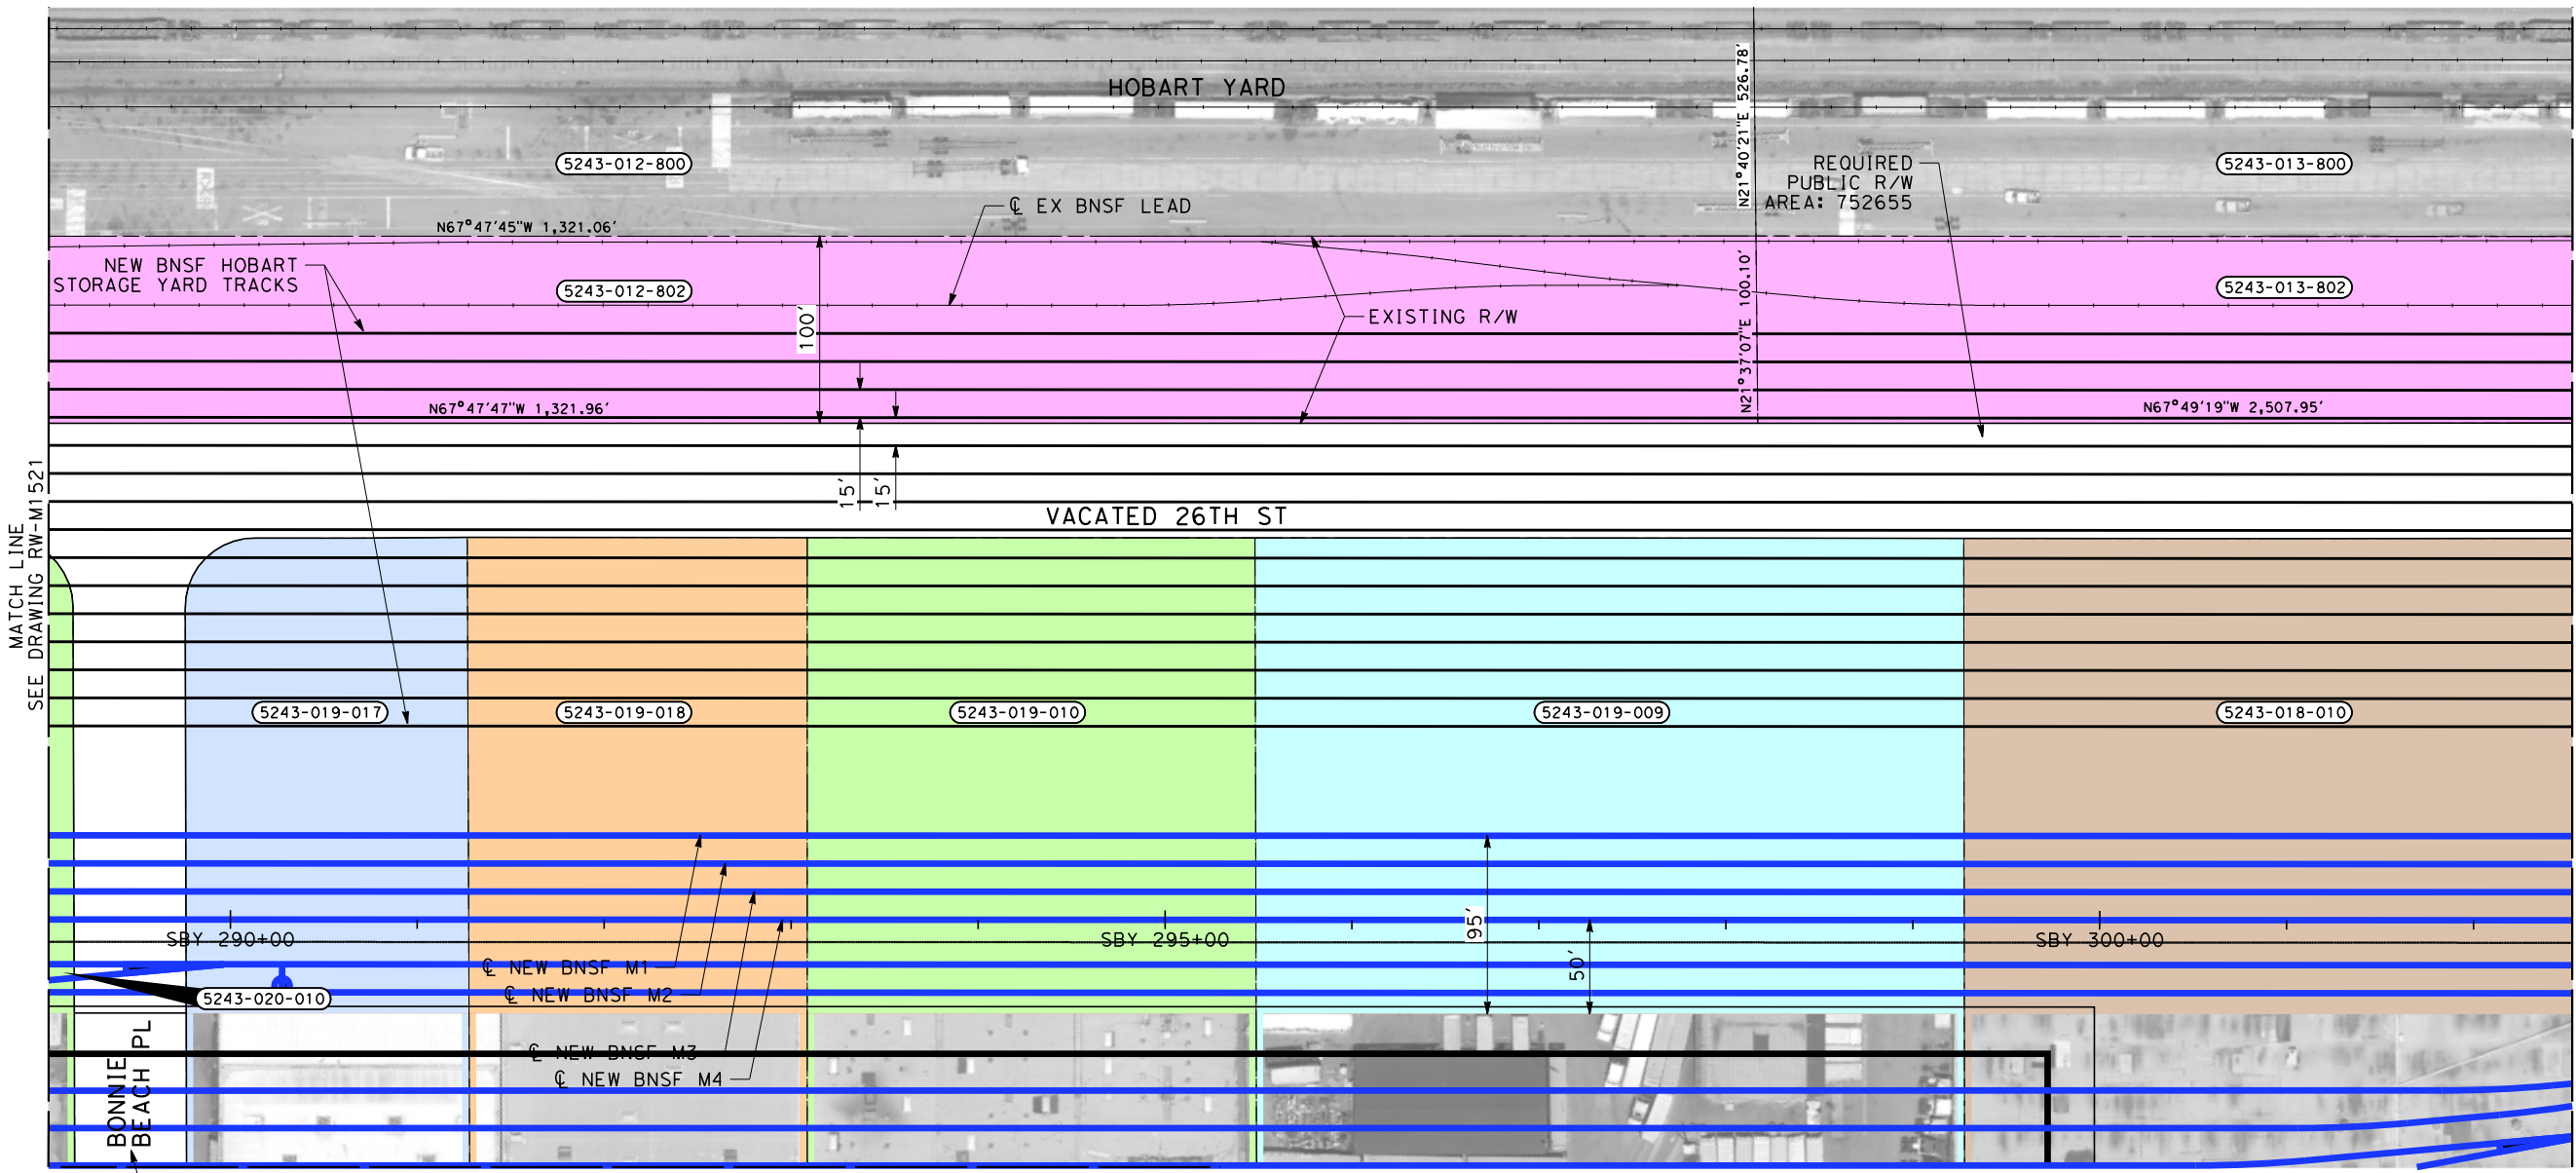 HOBART YARD
N21°40'21"E 526.78'
5243-012-800
REQUIRED
PUBLIC R/W
AREA: 752655
5243-013-800
℄ EX BNSF LEAD
N67°47'45"W 1,321.06'
NEW BNSF HOBART
STORAGE YARD TRACKS
5243-012-802
100'
EXISTING R/W
N21°37'07"E 100.10'
5243-013-802
N67°47'47"W 1,321.96'
N67°49'19"W 2,507.95'
MATCH LINE
SEE DRAWING RW-M1521
15'
15'
VACATED 26TH ST
5243-019-017
5243-019-018
5243-019-010
5243-019-009
5243-018-010
95'
50'
SBY 290+00
SBY 295+00
SBY 300+00
℄ NEW BNSF M1
℄ NEW BNSF M2
5243-020-010
℄ NEW BNSF M3
℄ NEW BNSF M4
BONNIE
BEACH PL